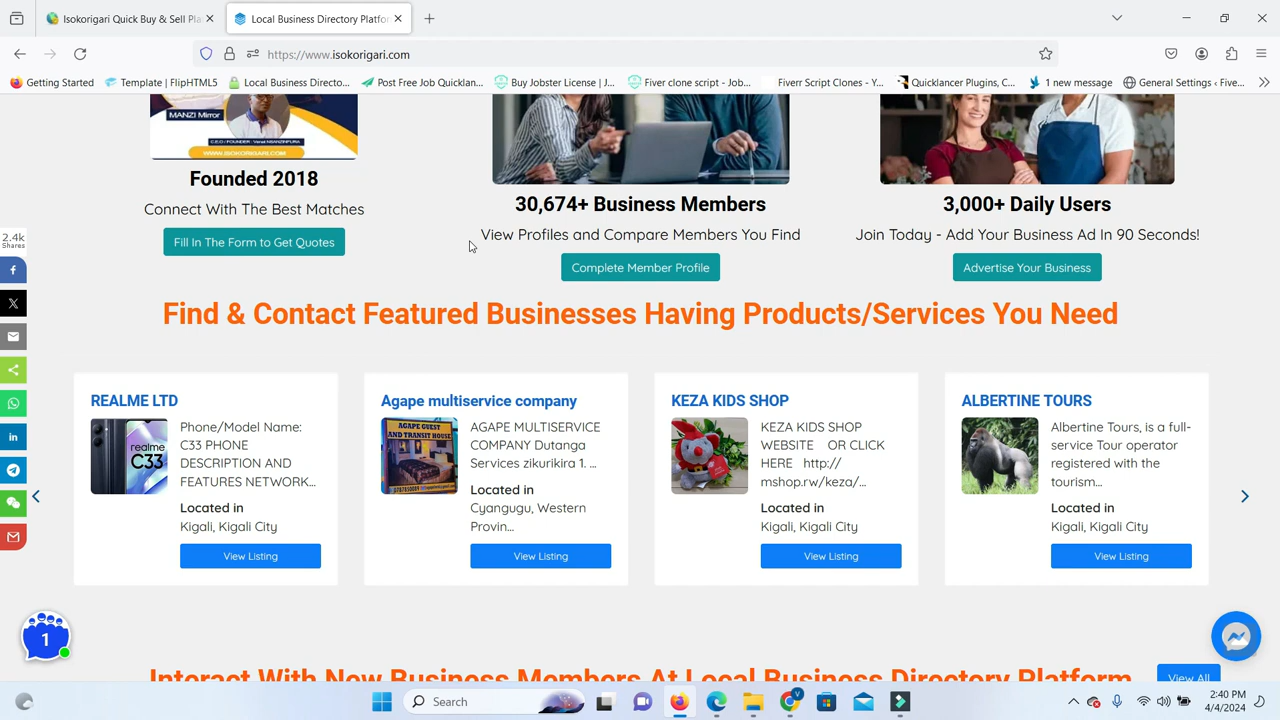 Isokorigari Quick Buy & Sell Pla
Local Business Directory Platfor
https://www.isokorigari.com
Getting Started
Template | FlipHTML5
Local Business Directo...
Post Free Job Quicklan...
Buy Jobster License | J...
Fiver clone script - Job...
Fiverr Script Clones - Y...
Quicklancer Plugins, C...
1 new message
General Settings ‹ Five...
MANZI Mirror
WWW.ISOKORIGARI.COM
Founded 2018
Connect With The Best Matches
Fill In The Form to Get Quotes
30,674+ Business Members
View Profiles and Compare Members You Find
Complete Member Profile
3,000+ Daily Users
Join Today - Add Your Business Ad In 90 Seconds!
Advertise Your Business
2.4k
Shares
Find & Contact Featured Businesses Having Products/Services You Need
REALME LTD
realme
C33
Phone/Model Name:
C33 PHONE
DESCRIPTION AND
FEATURES NETWORK...
Located in
Kigali, Kigali City
View Listing
Agape multiservice company
AGAPE GUEST
AND TRANSIT HOUSE
AGAPE MULTISERVICE
COMPANY Dutanga
Services zikurikira 1. ...
Located in
Cyangugu, Western
Provin...
View Listing
KEZA KIDS SHOP
KEZA KIDS SHOP
WEBSITE OR CLICK
HERE http://
mshop.rw/keza/...
Located in
Kigali, Kigali City
View Listing
ALBERTINE TOURS
Albertine Tours, is a full-
service Tour operator
registered with the
tourism...
Located in
Kigali, Kigali City
View Listing
1
Interact With New Business Members At Local Business Directory Platform
View All
Search
2:40 PM
4/4/2024